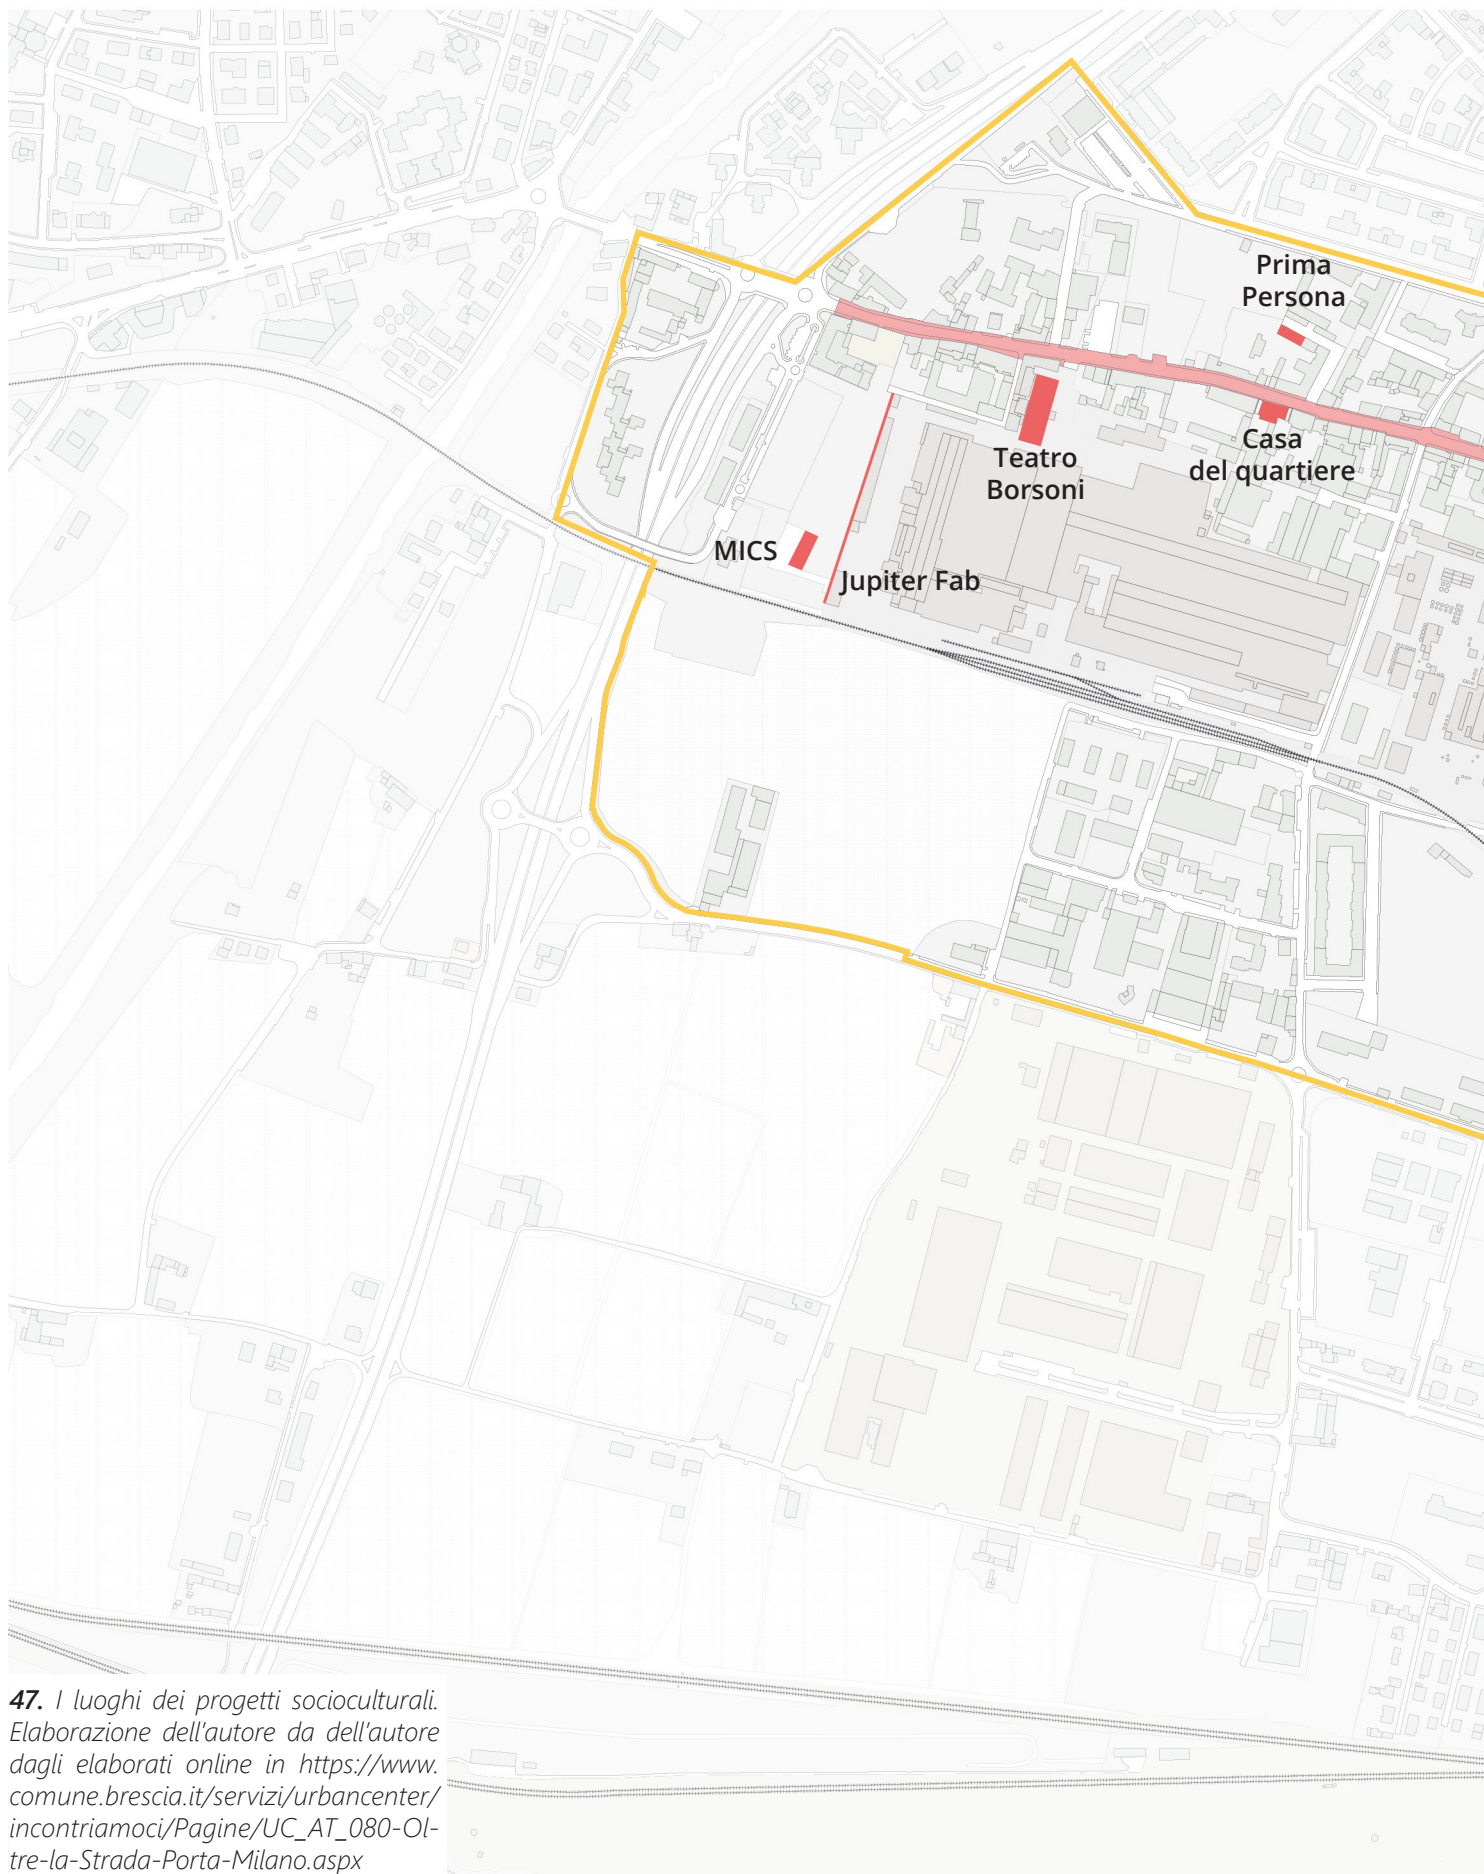 Prima
Persona
Teatro
Borsoni
Casa
del quartiere
MICS
Jupiter Fab
47. I luoghi dei progetti socioculturali.
Elaborazione dell'autore da dell'autore
dagli elaborati online in https://www.
comune.brescia.it/servizi/urbancenter/
incontriamoci/Pagine/UC_AT_080-Ol-
tre-la-Strada-Porta-Milano.aspx